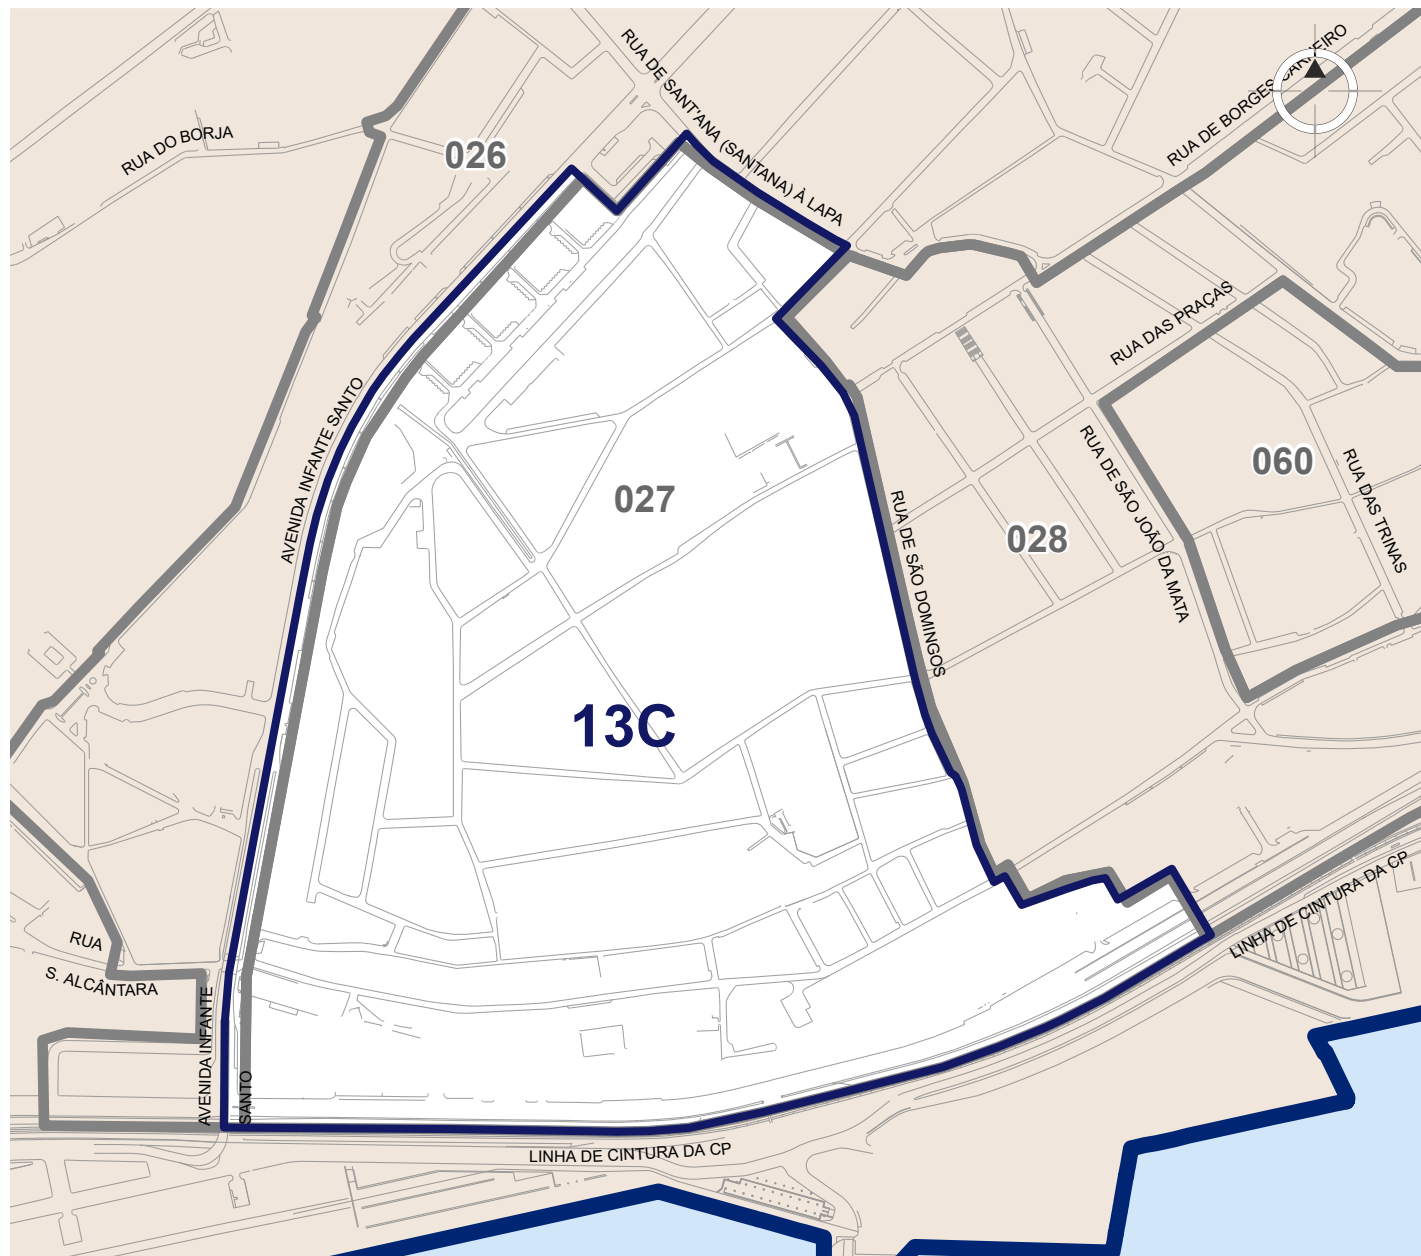 RUA DE SANT'ANA (SANTANA) À LAPA
RUA DE BORGES CARNEIRO
RUA DO BORJA
026
RUA DAS PRAÇAS
AVENIDA INFANTE SANTO
027
028
060
RUA DE SÃO JOÃO DA MATA
RUA DAS TRINAS
RUA DE SÃO DOMINGOS
13C
RUA
S. ALCÂNTARA
LINHA DE CINTURA DA CP
AVENIDA INFANTE
SANTO
LINHA DE CINTURA DA CP